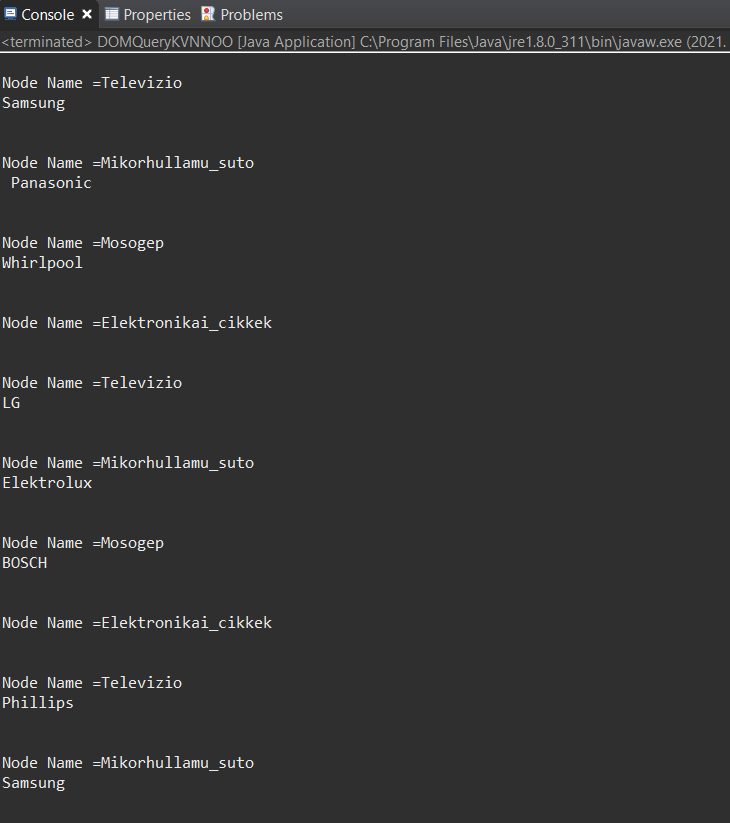 Console Properties Problems
<terminated> DOMQueryKVNNOO [Java Application] C:\Program Files\Java\jre1.8.0_311\bin\javaw.exe (2021.
Node Name =Televizio
Samsung
Node Name =Mikorhullamu_suto
Panasonic
Node Name =Mosogep
Whirlpool
Node Name =Elektronikai_cikkek
Node Name =Televizio
LG
Node Name =Mikorhullamu_suto
Elektrolux
Node Name =Mosogep
BOSCH
Node Name =Elektronikai_cikkek
Node Name =Televizio
Phillips
Node Name =Mikorhullamu_suto
Samsung